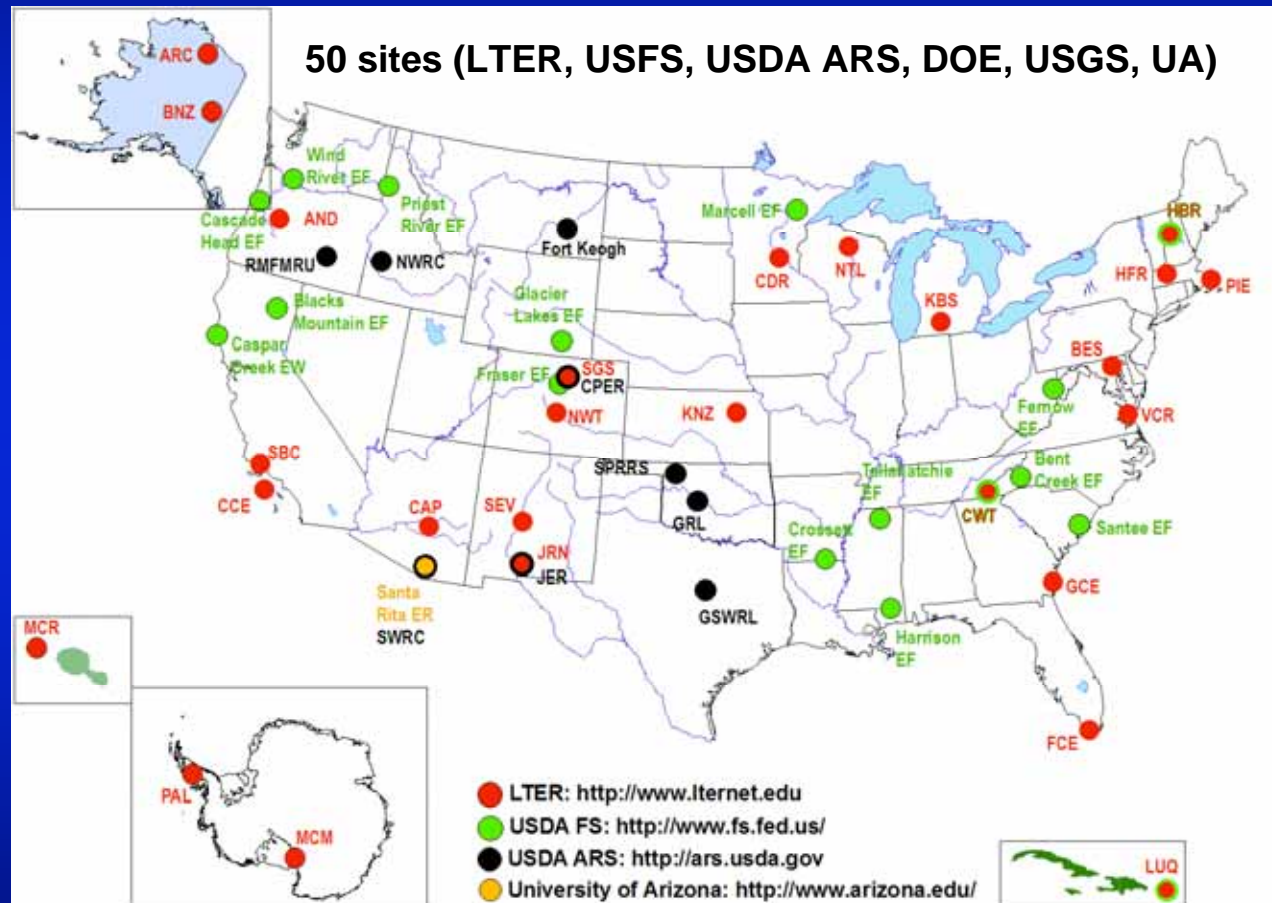 50 sites (LTER, USFS, USDA ARS, DOE, USGS, UA)
ARC
BNZ
Wind
River EF
Priest
River EF
Cascade
Head EF
AND
RMFMRU
NWRC
Fort Keogh
Marcell EF
CDR
NTL
KBS
HBR
HFR
PIE
Blacks
Mountain EF
Caspar
Creek EW
Glacier
Lakes EF
Fraser EF
SGS
CPER
NWT
KNZ
BES
Fernow
EF
VCR
SBC
CCE
CAP
SEV
SPRRS
GRL
Tallahatchie
EF
Bent
Creek EF
CWT
Crossett
EF
Santee EF
JRN
JER
Santa
Rita ER
SWRC
GSWRL
GCE
Harrison
EF
FCE
MCR
PAL
MCM
LTER: http://www.lternet.edu
USDA FS: http://www.fs.fed.us/
USDA ARS: http://ars.usda.gov
University of Arizona: http://www.arizona.edu/
LUQ